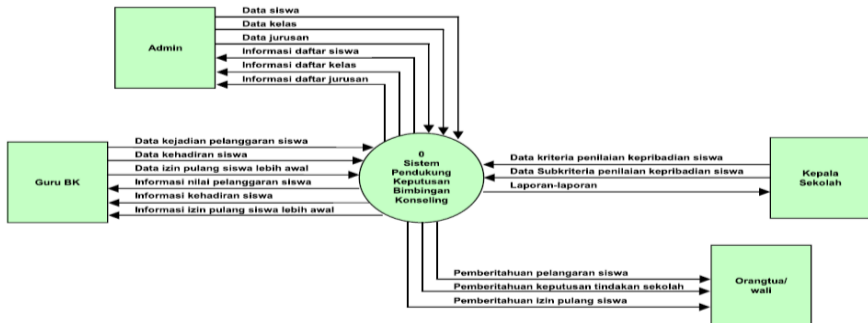 Data siswa
Data kelas
Data jurusan
Informasi daftar siswa
Informasi daftar kelas
Informasi daftar jurusan
Admin
Data kejadian pelanggaran siswa
Data kehadiran siswa
Data izin pulang siswa lebih awal
Informasi nilai pelanggaran siswa
Informasi kehadiran siswa
Informasi izin pulang siswa lebih awal
Guru BK
0
Sistem
Pendukung
Keputusan
Bimbingan
Konseling
Data kriteria penilaian kepribadian siswa
Data Subkriteria penilaian kepribadian siswa
Laporan-laporan
Kepala
Sekolah
Pemberitahuan pelangaran siswa
Pemberitahuan keputusan tindakan sekolah
Pemberitahuan izin pulang siswa
Orangtua/
wali